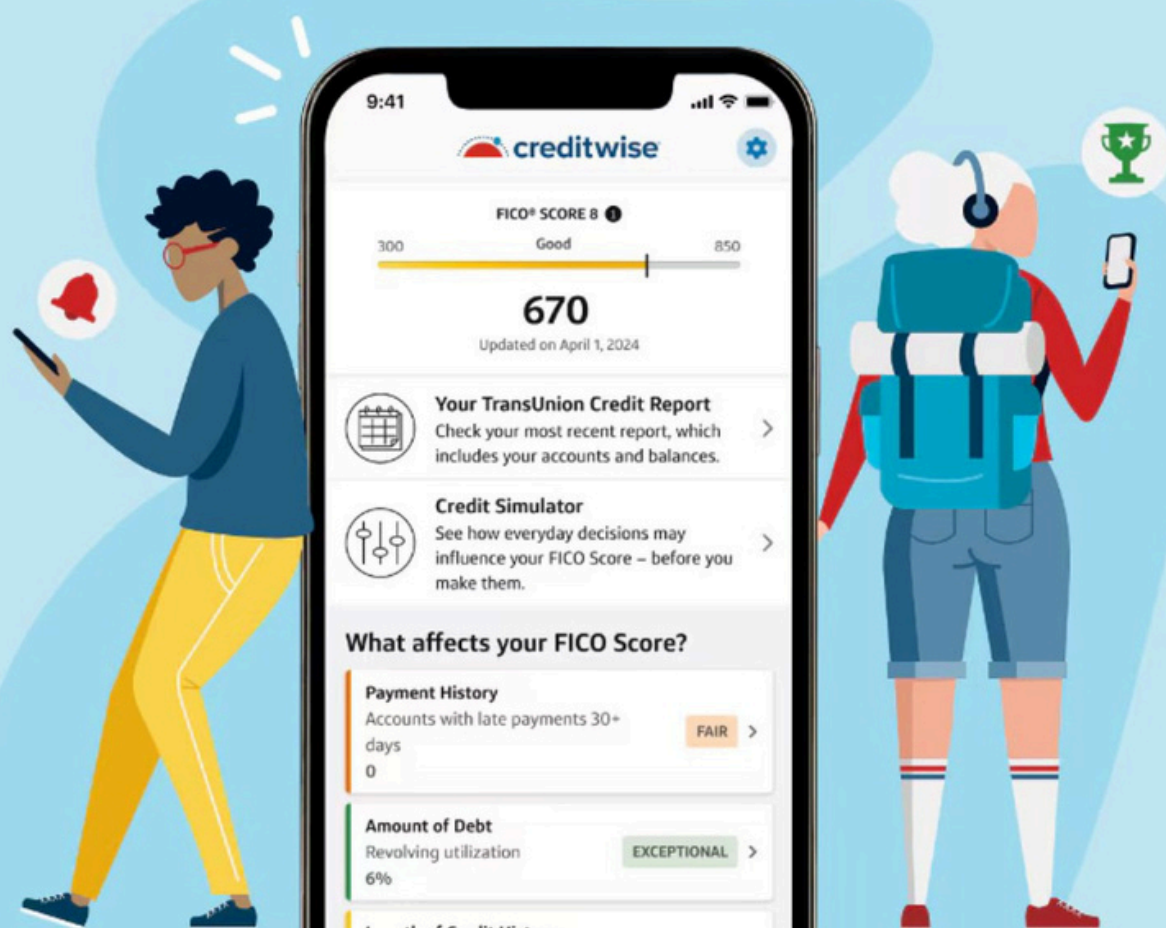 9:41
creditwise
FICO® SCORE 8
300
Good
850
670
Updated on April 1, 2024
Your TransUnion Credit Report
Check your most recent report, which
includes your accounts and balances.
Credit Simulator
See how everyday decisions may
influence your FICO Score – before you
make them.
What affects your FICO Score?
Payment History
Accounts with late payments 30+
days
0
FAIR
Amount of Debt
Revolving utilization
6%
EXCEPTIONAL